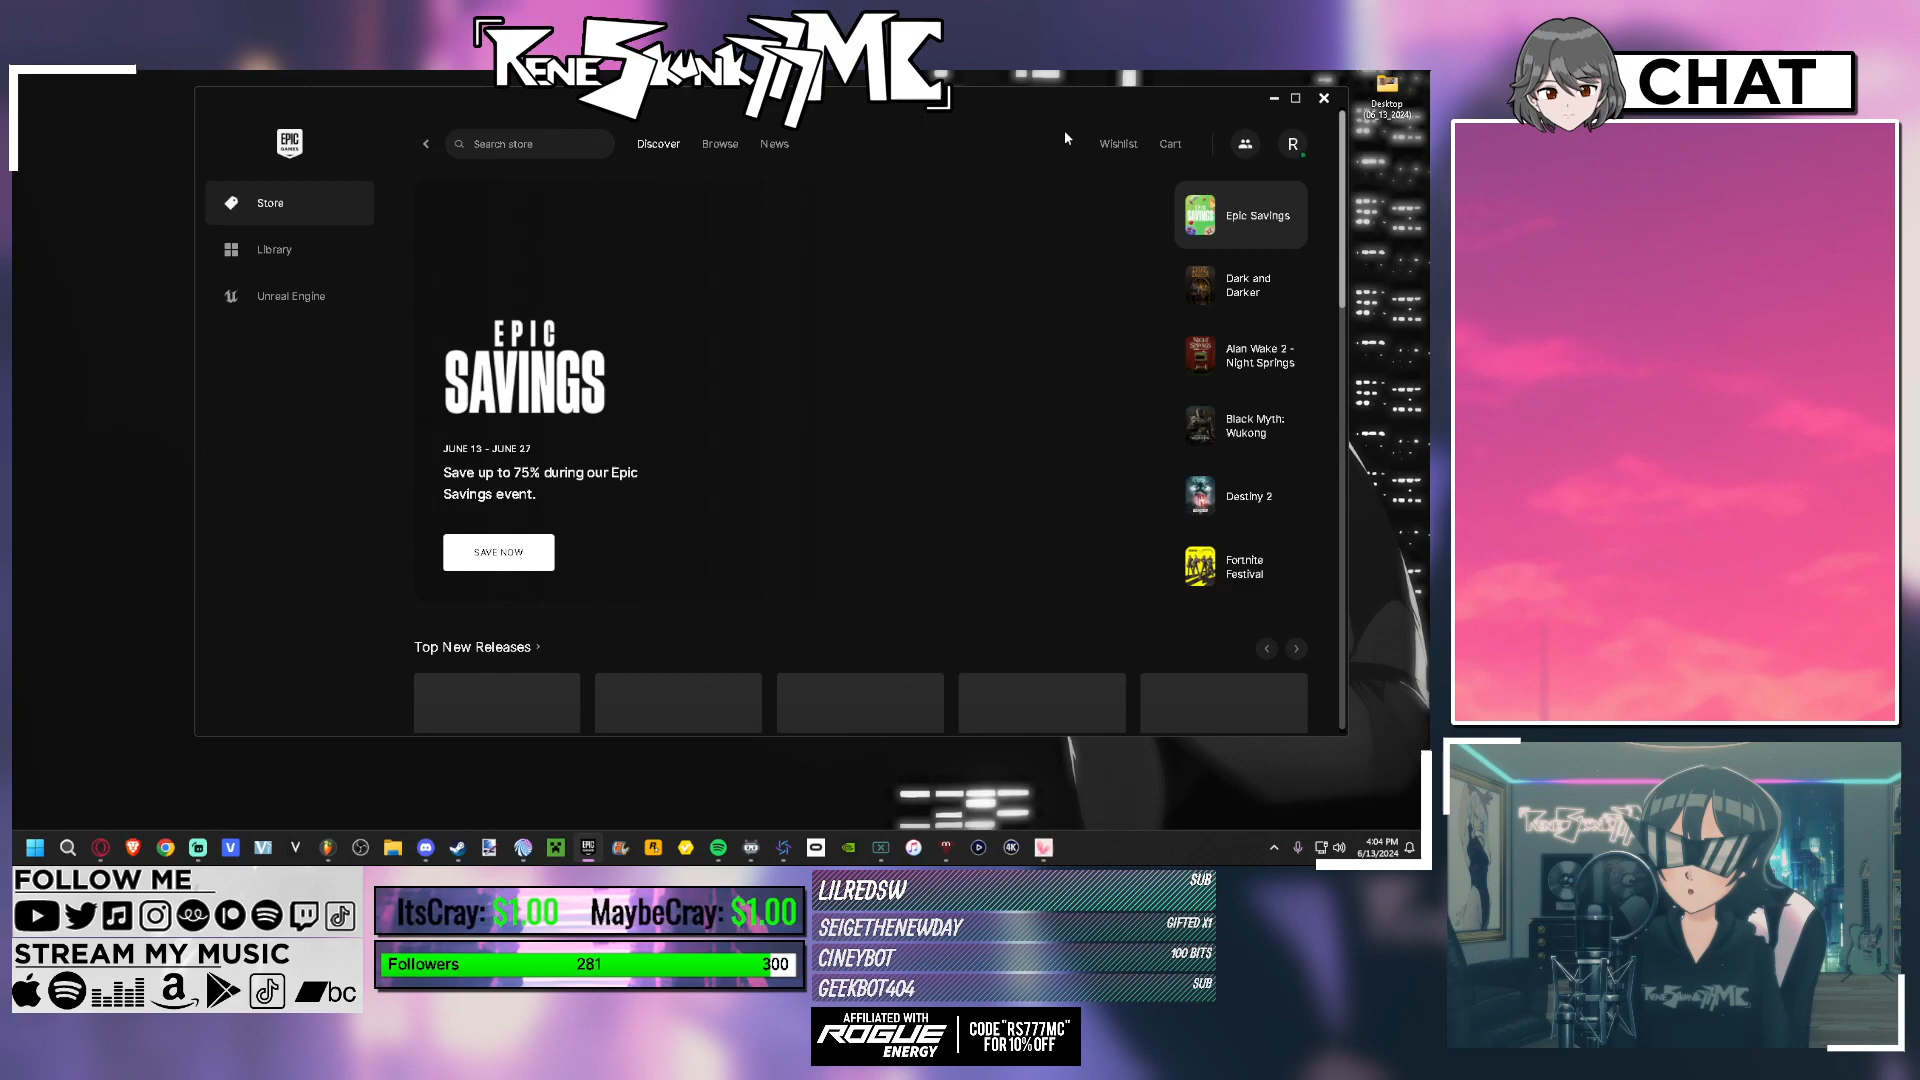 RENESKUNK777MC
CHAT
Desktop
(06_13_2024)
EPIC
GAMES
Search store
Discover
Browse
News
Wishlist
Cart
R
Store
Library
Unreal Engine
EPIC
SAVINGS
JUNE 13 - JUNE 27
Save up to 75% during our Epic
Savings event.
SAVE NOW
Epic Savings
Dark and
Darker
Alan Wake 2 -
Night Springs
Black Myth:
Wukong
Destiny 2
Fortnite
Festival
Top New Releases
4:04 PM
6/13/2024
FOLLOW ME
STREAM MY MUSIC
bc
ItsCray: $1.00 MaybeCray: $1.00
Followers 281 300
LILREDSW SUB
SEIGETHENEWDAY GIFTED X1
CINEYBOT 100 BITS
GEEKBOT404 SUB
AFFILIATED WITH
ROGUE
ENERGY
CODE "RS777MC"
FOR 10% OFF